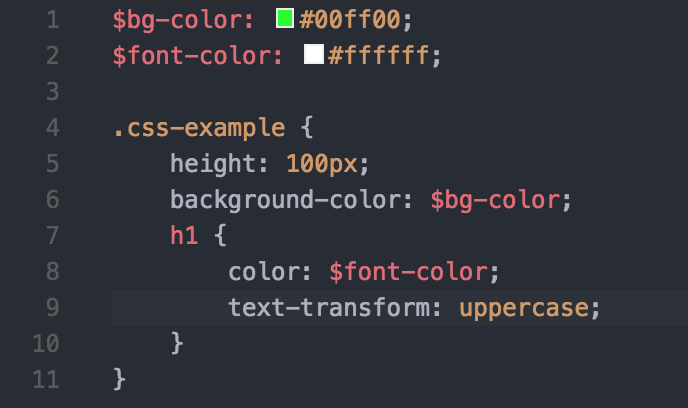 1 $bg-color: #00ff00;
2 $font-color: #ffffff;
3
4 .css-example {
5     height: 100px;
6     background-color: $bg-color;
7     h1 {
8         color: $font-color;
9         text-transform: uppercase;
10     }
11 }